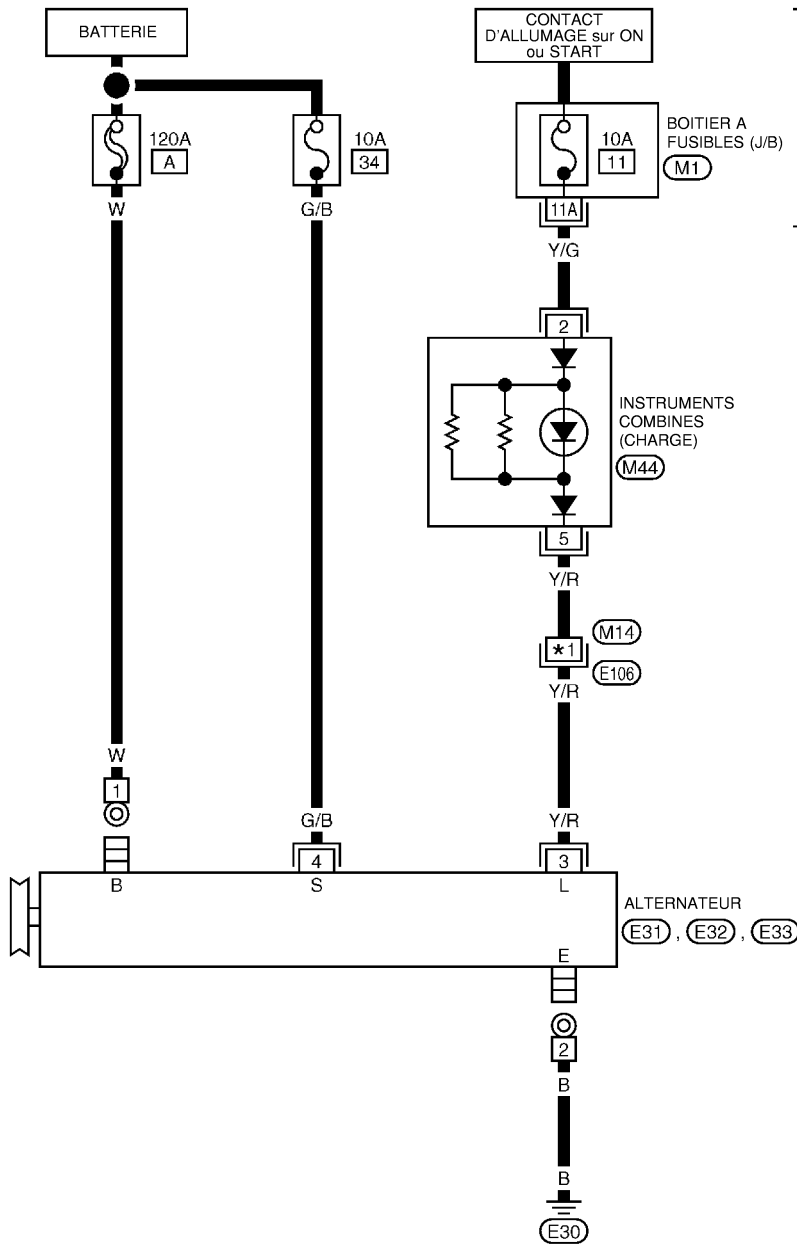 BATTERIE
CONTACT
D'ALLUMAGE sur ON
ou START
120A
A
10A
34
10A
11
BOITIER A
FUSIBLES (J/B)
M1
W
G/B
11A
Y/G
2
INSTRUMENTS
COMBINES
(CHARGE)
M44
5
Y/R
*1
M14
E106
Y/R
W
1
G/B
Y/R
4
3
B
S
L
ALTERNATEUR
E31 , E32 , E33
E
2
B
B
E30